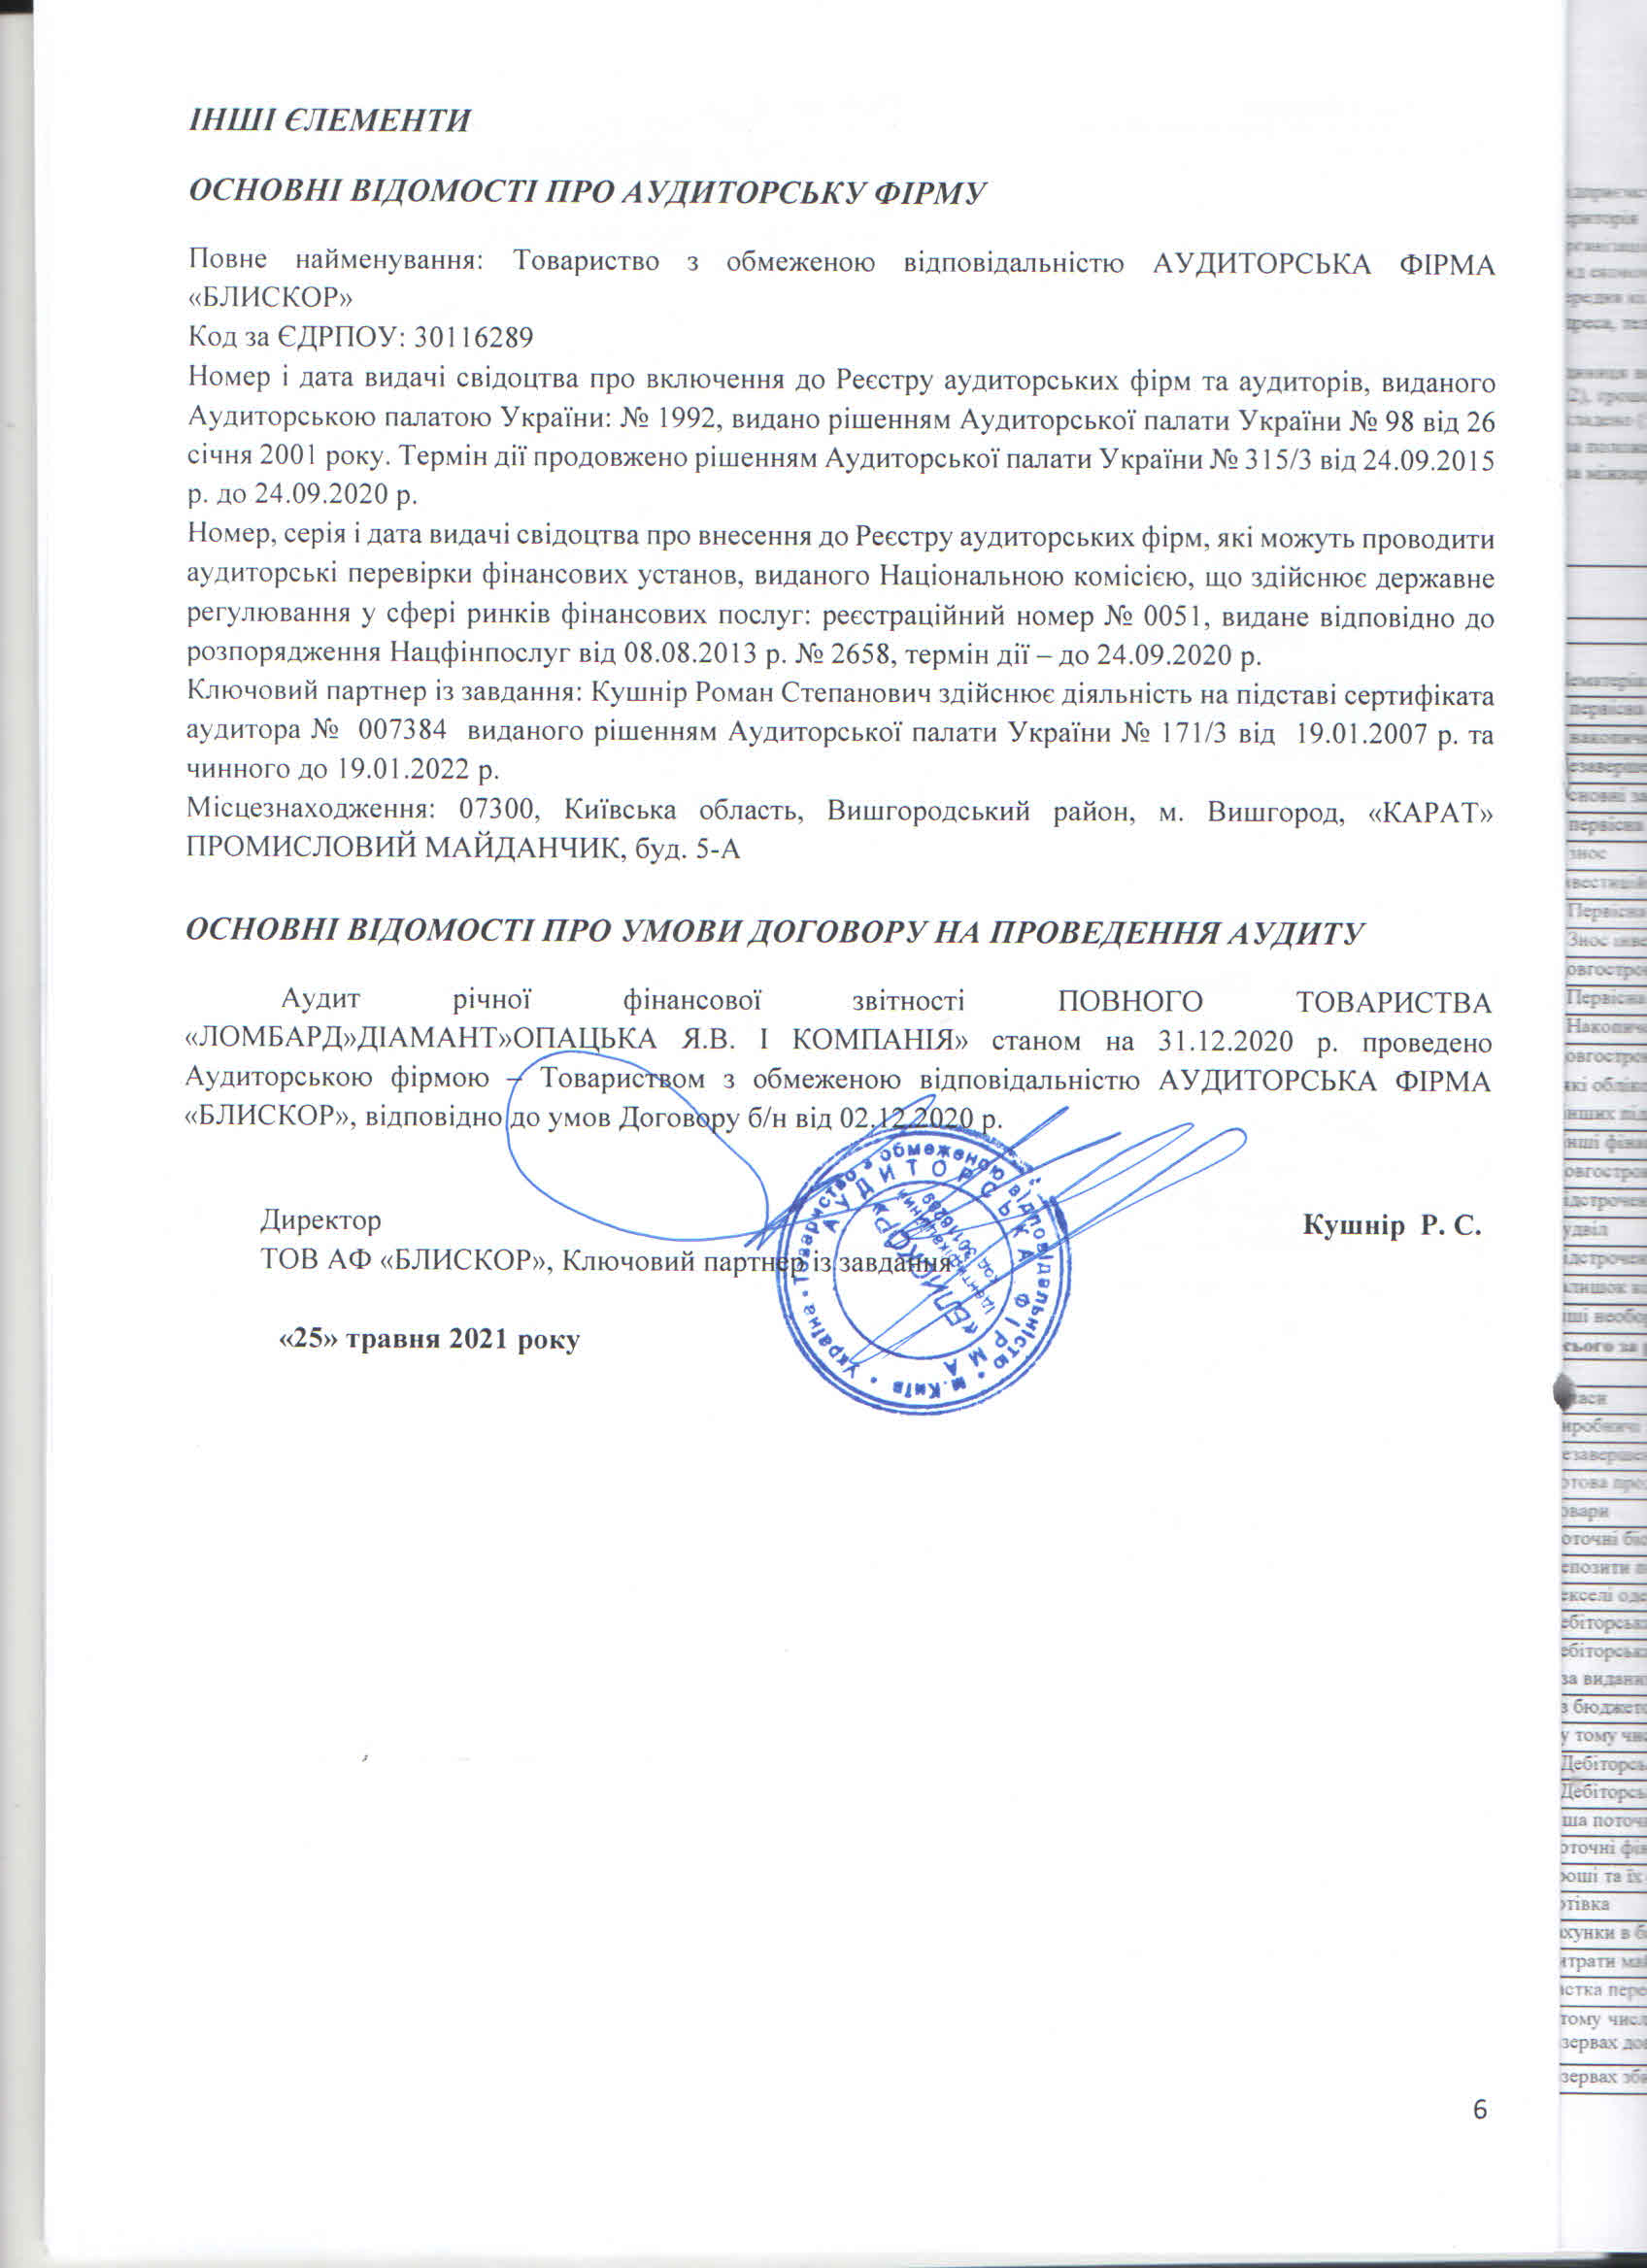 ІНШІ ЄЛЕМЕНТИ
ОСНОВНІ ВІДОМОСТІ ПРО АУДИТОРСЬКУ ФІРМУ
Повне найменування: Товариство з обмеженою відповідальністю АУДИТОРСЬКА ФІРМА
«БЛИСКОР»
Код за ЄДРПОУ: 30116289
Номер і дата видачі свідоцтва про включення до Реєстру аудиторських фірм та аудиторів, виданого
Аудиторською палатою України: № 1992, видано рішенням Аудиторської палати України № 98 від 26
січня 2001 року. Термін дії продовжено рішенням Аудиторської палати України № 315/3 від 24.09.2015
р. до 24.09.2020 р.
Номер, серія і дата видачі свідоцтва про внесення до Реєстру аудиторських фірм, які можуть проводити
аудиторські перевірки фінансових установ, виданого Національною комісією, що здійснює державне
регулювання у сфері ринків фінансових послуг: реєстраційний номер № 0051, видане відповідно до
розпорядження Нацфінпослуг від 08.08.2013 р. № 2658, термін дії – до 24.09.2020 р.
Ключовий партнер із завдання: Кушнір Роман Степанович здійснює діяльність на підставі сертифіката
аудитора № 007384 виданого рішенням Аудиторської палати України № 171/3 від 19.01.2007 р. та
чинного до 19.01.2022 р.
Місцезнаходження: 07300, Київська область, Вишгородський район, м. Вишгород, «КАРАТ»
ПРОМИСЛОВИЙ МАЙДАНЧИК, буд. 5-А
ОСНОВНІ ВІДОМОСТІ ПРО УМОВИ ДОГОВОРУ НА ПРОВЕДЕННЯ АУДИТУ
Аудит річної фінансової звітності ПОВНОГО ТОВАРИСТВА
«ЛОМБАРД»ДІАМАНТ»ОПАЦЬКА Я.В. І КОМПАНІЯ» станом на 31.12.2020 р. проведено
Аудиторською фірмою – Товариством з обмеженою відповідальністю АУДИТОРСЬКА ФІРМА
«БЛИСКОР», відповідно до умов Договору б/н від 02.12.2020 р.
Директор Кушнір Р. С.
ТОВ АФ «БЛИСКОР», Ключовий партнер із завдання
«25» травня 2021 року
Україна • Товариство з обмеженою відповідальністю • м.Київ •
АУДИТОРСЬКА ФІРМА
«БЛИСКОР»
Ідентифікаційний
код 30116289
6